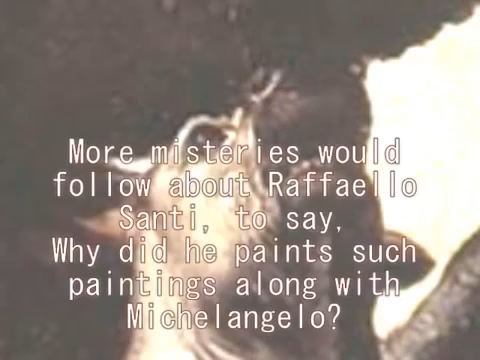 More misteries would
follow about Raffaello
Santi, to say,
Why did he paints such
paintings along with
Michelangelo?